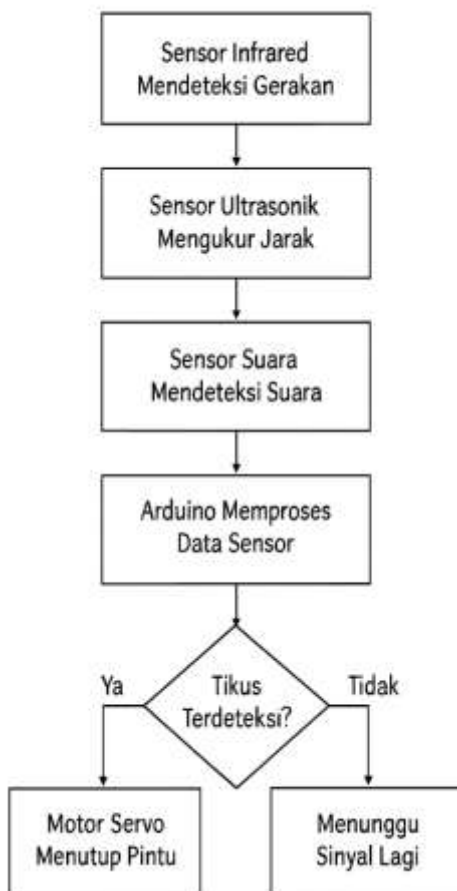 Sensor Infrared
Mendeteksi Gerakan
Sensor Ultrasonik
Mengukur Jarak
Sensor Suara
Mendeteksi Suara
Arduino Memproses
Data Sensor
Ya
Tikus
Terdeteksi?
Tidak
Motor Servo
Menutup Pintu
Menunggu
Sinyal Lagi